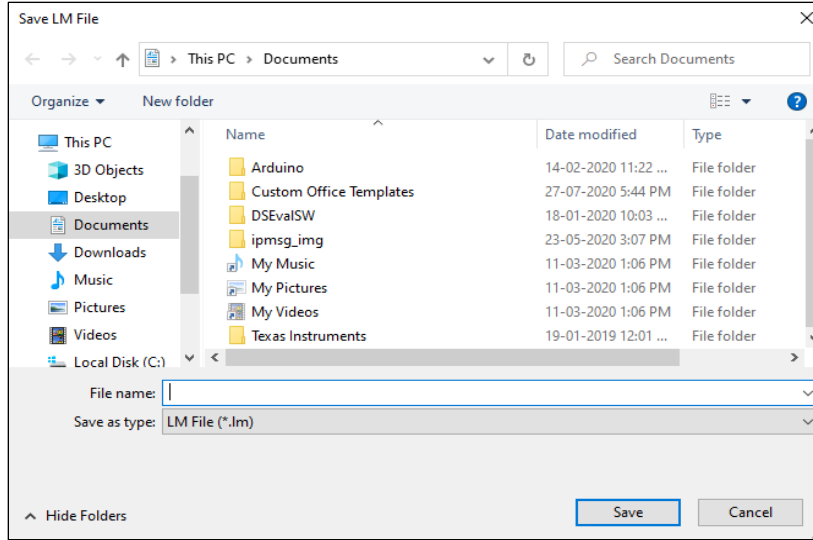 Save LM File
This PC > Documents
Search Documents
Organize
New folder
?
This PC
3D Objects
Desktop
Documents
Downloads
Music
Pictures
Videos
Local Disk (C:)
Name Date modified Type
Arduino 14-02-2020 11:22 ... File folder
Custom Office Templates 27-07-2020 5:44 PM File folder
DSEvalSW 18-01-2020 10:03 ... File folder
ipmsg_img 23-05-2020 3:07 PM File folder
My Music 11-03-2020 1:06 PM File folder
My Pictures 11-03-2020 1:06 PM File folder
My Videos 11-03-2020 1:06 PM File folder
Texas Instruments 19-01-2019 12:01 ... File folder
File name:
Save as type: LM File (*.lm)
Hide Folders
Save
Cancel